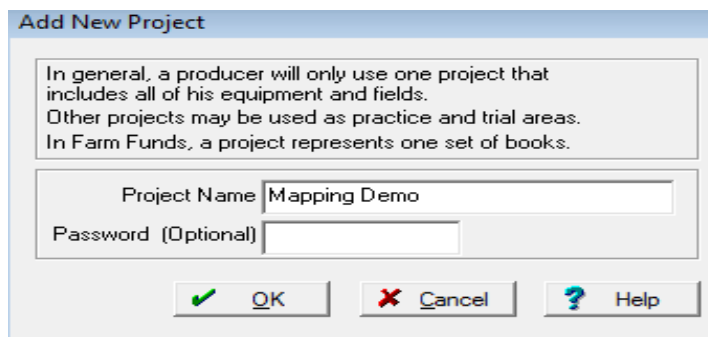 Add New Project
In general, a producer will only use one project that
includes all of his equipment and fields.
Other projects may be used as practice and trial areas.
In Farm Funds, a project represents one set of books.
Project Name Mapping Demo
Password (Optional)
OK Cancel Help